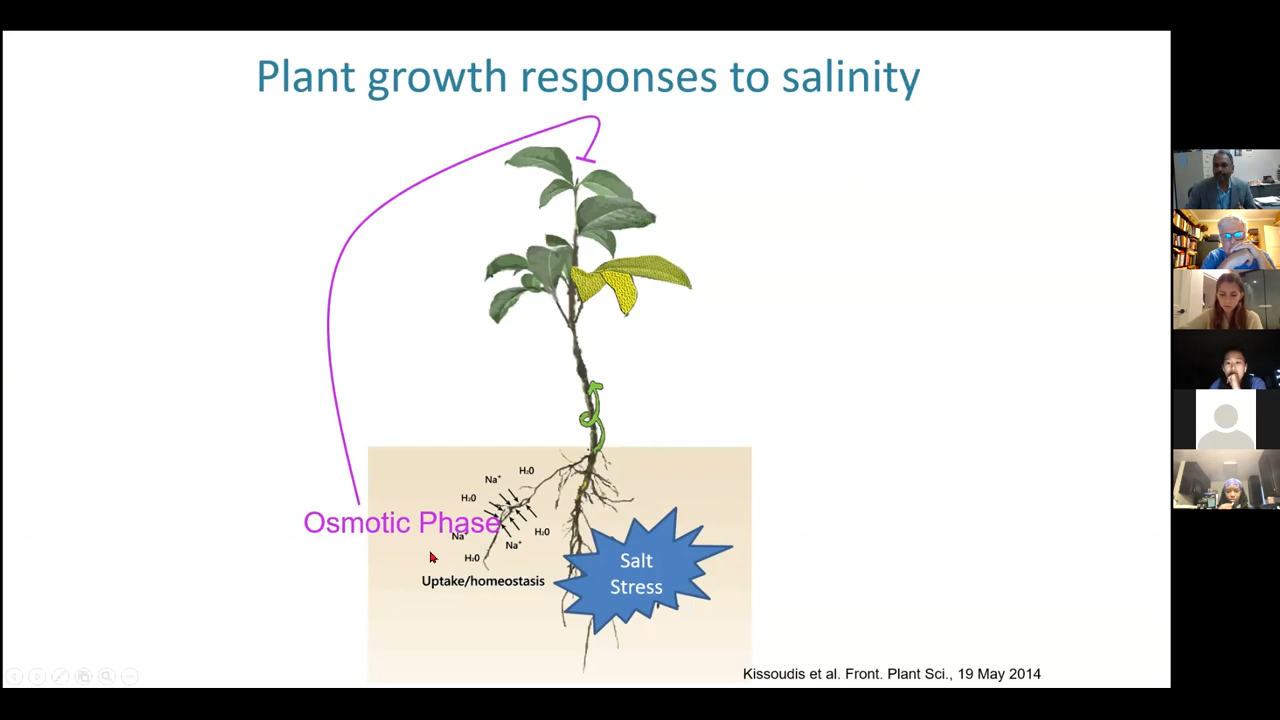 Plant growth responses to salinity
H₂0
Na⁺
H₂0
Osmotic Phase
H₂0
Na⁺
Na⁺
H₂0
Uptake/homeostasis
Salt
Stress
Kissoudis et al. Front. Plant Sci., 19 May 2014